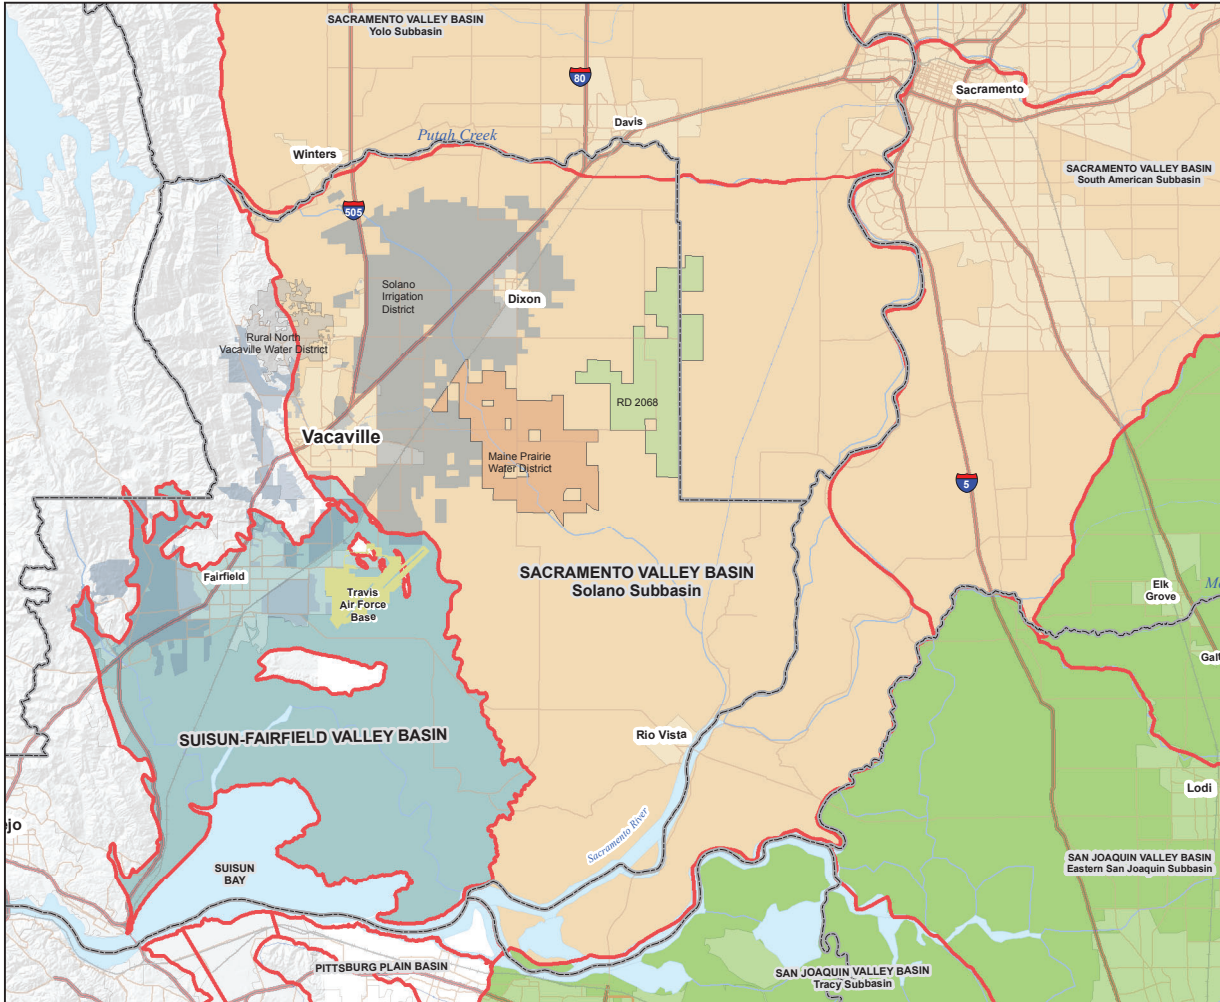 SACRAMENTO VALLEY BASIN
Yolo Subbasin
80
Sacramento
Davis
Putah Creek
Winters
SACRAMENTO VALLEY BASIN
South American Subbasin
505
Solano
Irrigation
District
Dixon
Rural North
Vacaville Water District
RD 2068
Vacaville
Maine Prairie
Water District
5
SACRAMENTO VALLEY BASIN
Solano Subbasin
Fairfield
Travis
Air Force
Base
Elk
Grove
Galt
SUISUN-FAIRFIELD VALLEY BASIN
Rio Vista
Lodi
ejo
Sacramento River
SUISUN
BAY
SAN JOAQUIN VALLEY BASIN
Eastern San Joaquin Subbasin
PITTSBURG PLAIN BASIN
SAN JOAQUIN VALLEY BASIN
Tracy Subbasin